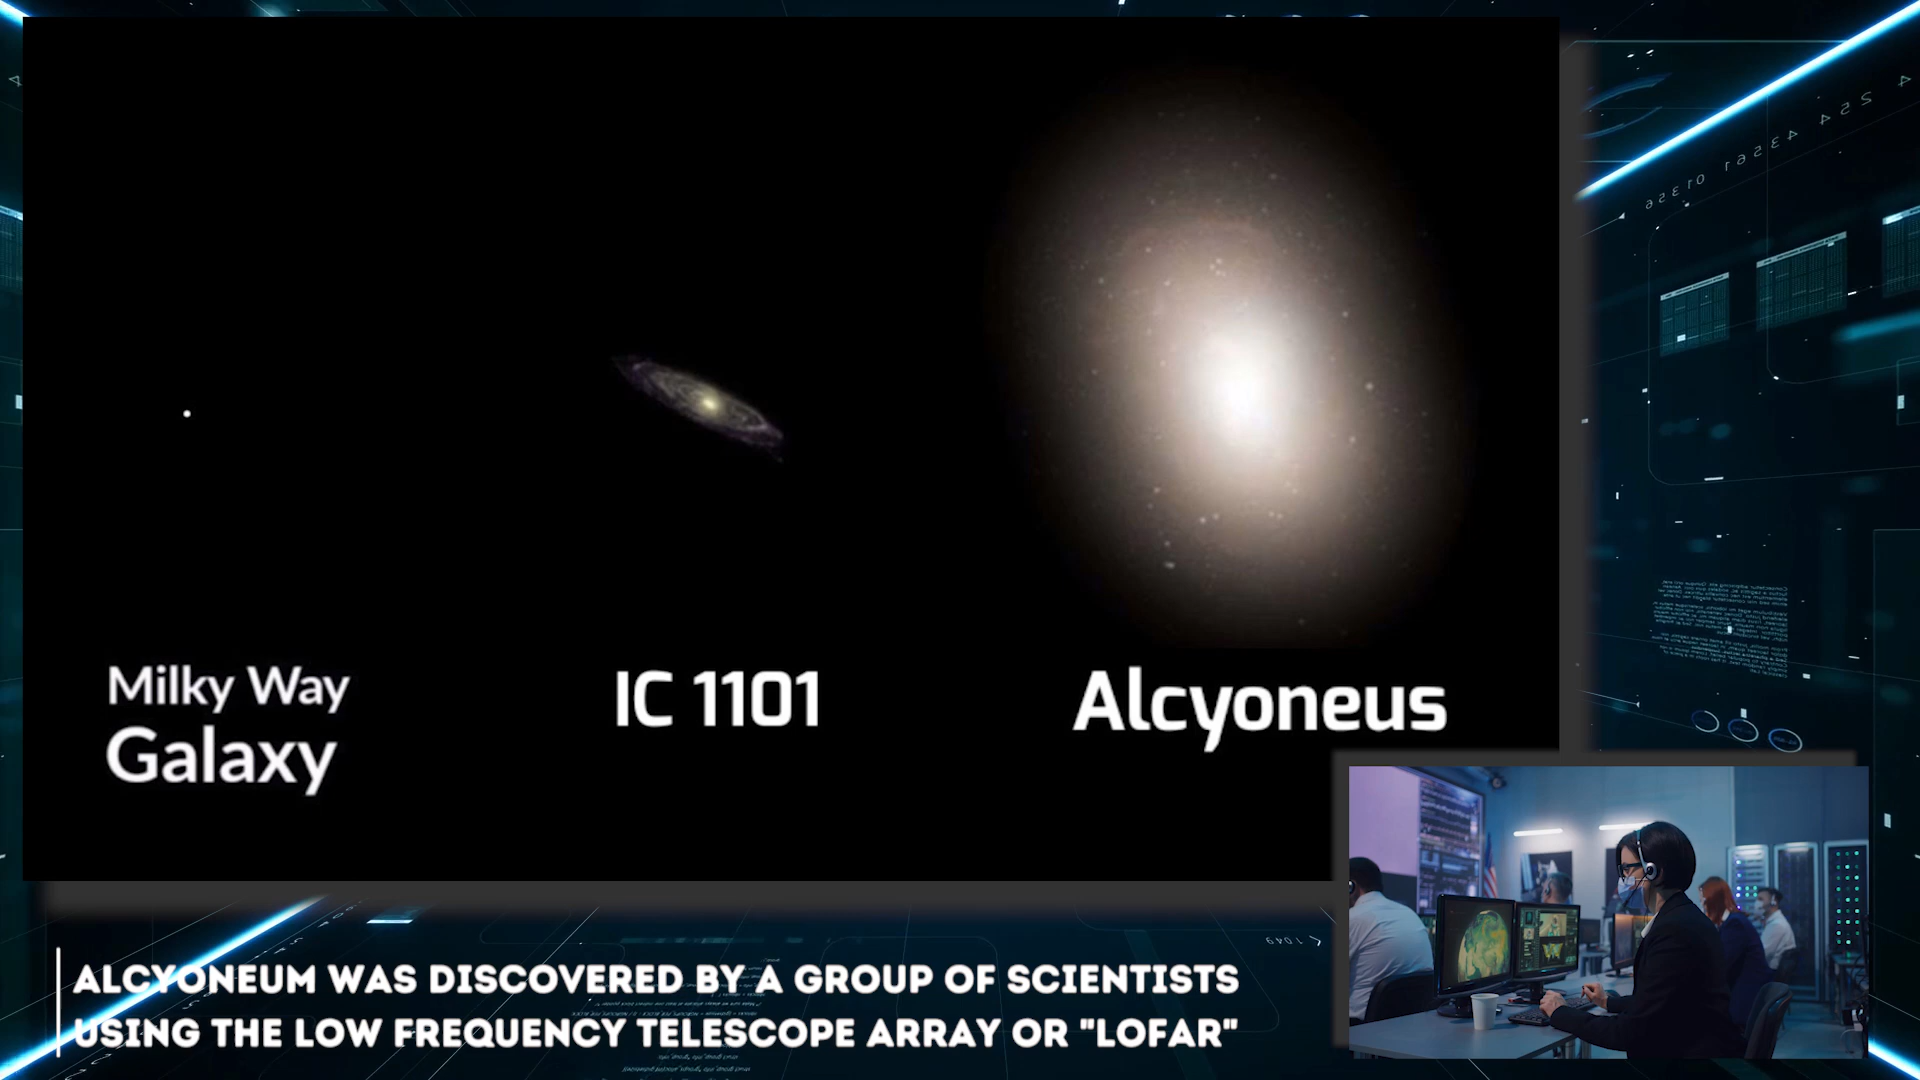 Milky Way
Galaxy
IC 1101
Alcyoneus
ALCYONEUM WAS DISCOVERED BY A GROUP OF SCIENTISTS
USING THE LOW FREQUENCY TELESCOPE ARRAY OR "LOFAR"